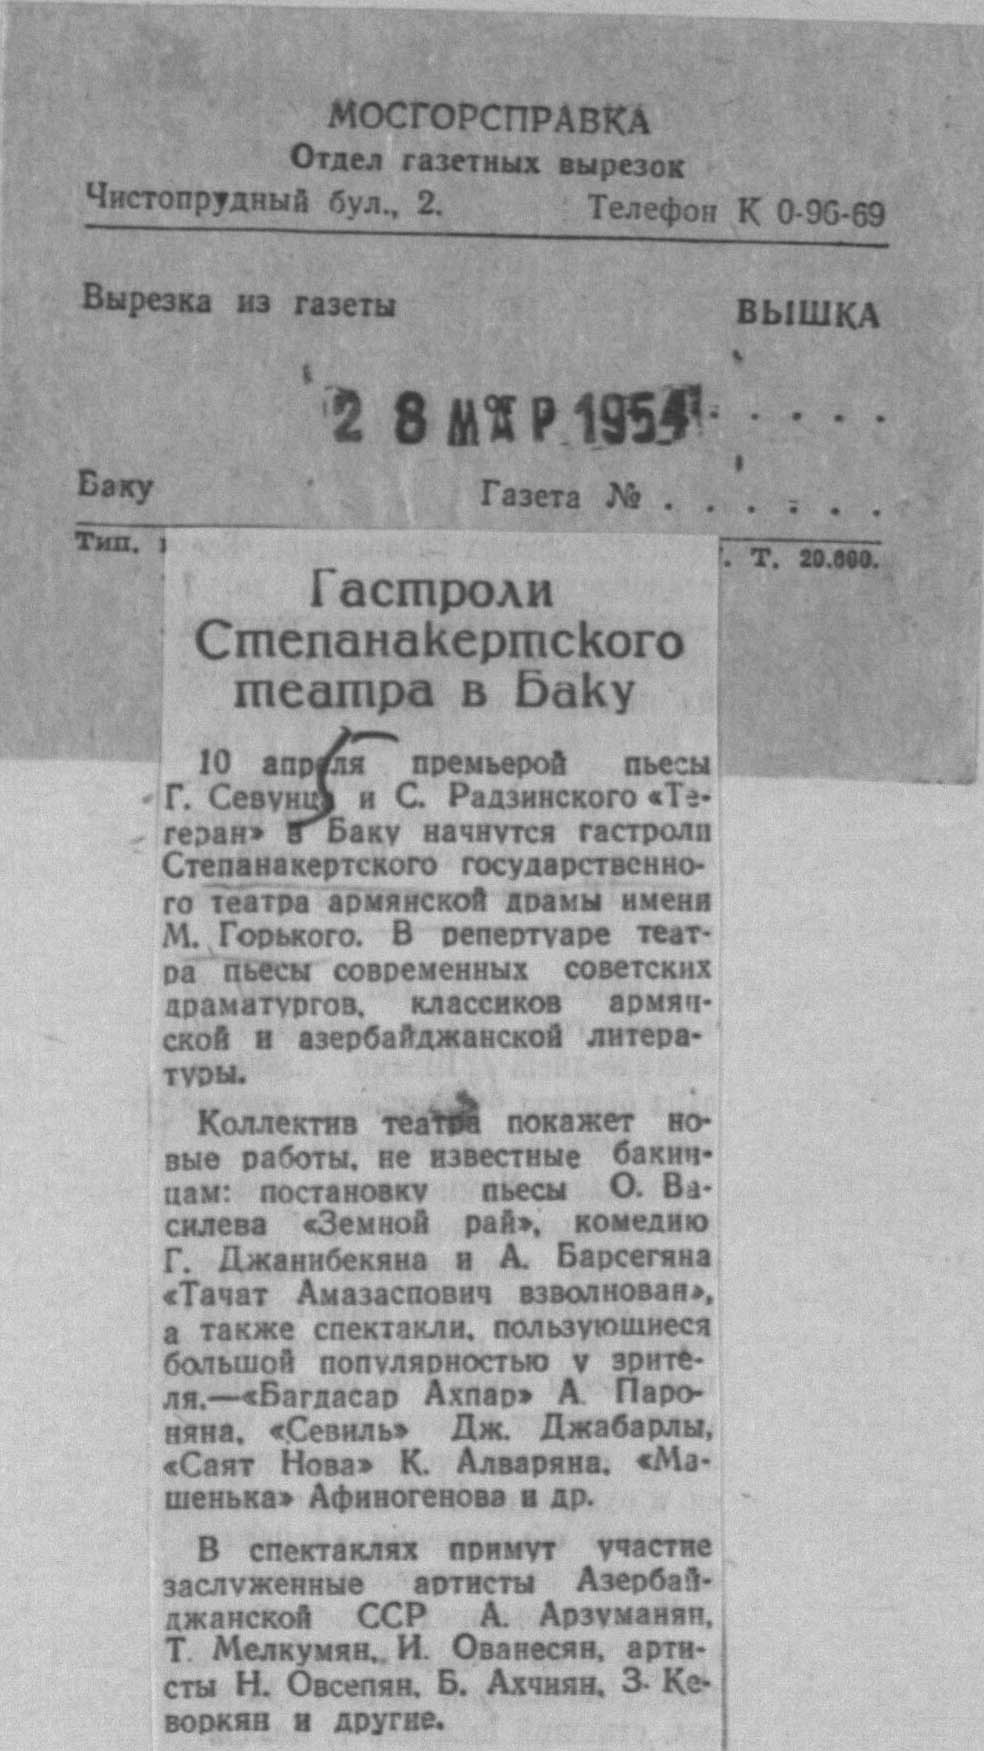 МОСГОРСПРАВКА
Отдел газетных вырезок
Чистопрудный бул., 2. Телефон К 0-96-69
Вырезка из газеты ВЫШКА
от
28 МАР 1954 . . . . .
Баку Газета № . . . . . .
Тип. Т. 20.000.
Гастроли
Степанакертского
театра в Баку
10 апреля премьерой пьесы
Г. Севунца и С. Радзинского «Те-
геран» в Баку начнутся гастроли
Степанакертского государственно-
го театра армянской драмы имени
М. Горького. В репертуаре теат-
ра пьесы современных советских
драматургов, классиков армян-
ской и азербайджанской литера-
туры.
Коллектив театра покажет но-
вые работы, не известные бакин-
цам: постановку пьесы О. Ва-
силева «Земной рай», комедию
Г. Джанибекяна и А. Барсегяна
«Тачат Амазаспович взволнован»,
а также спектакли, пользующиеся
большой популярностью у зрите-
ля,—«Багдасар Ахпар» А. Паро-
няна, «Севиль» Дж. Джабарлы,
«Саят Нова» К. Алваряна, «Ма-
шенька» Афиногенова и др.
В спектаклях примут участие
заслуженные артисты Азербай-
джанской ССР А. Арзуманян,
Т. Мелкумян, И. Ованесян, арти-
сты Н. Овсепян, Б. Ахчиян, З. Ке-
воркян и другие.